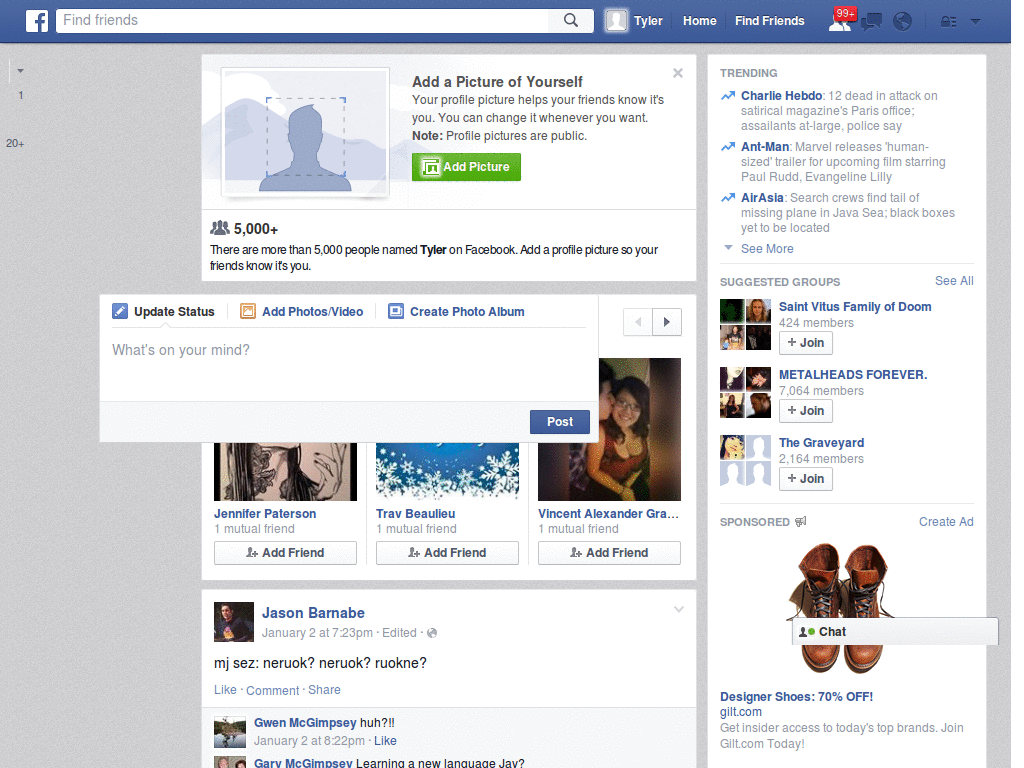 f
Find friends
Tyler
Home
Find Friends
99+
1
20+
Add a Picture of Yourself
Your profile picture helps your friends know it's
you. You can change it whenever you want.
Note: Profile pictures are public.
Add Picture
5,000+
There are more than 5,000 people named Tyler on Facebook. Add a profile picture so your
friends know it's you.
Update Status
Add Photos/Video
Create Photo Album
What's on your mind?
Post
Jennifer Paterson
1 mutual friend
Add Friend
Trav Beaulieu
1 mutual friend
Add Friend
Vincent Alexander Gra...
1 mutual friend
Add Friend
Jason Barnabe
January 2 at 7:23pm · Edited ·
mj sez: neruok? neruok? ruokne?
Like · Comment · Share
Gwen McGimpsey huh?!!
January 2 at 8:22pm · Like
Gary McGimpsey Learning a new language Jay?
TRENDING
Charlie Hebdo: 12 dead in attack on
satirical magazine's Paris office;
assailants at-large, police say
Ant-Man: Marvel releases 'human-
sized' trailer for upcoming film starring
Paul Rudd, Evangeline Lilly
AirAsia: Search crews find tail of
missing plane in Java Sea; black boxes
yet to be located
See More
SUGGESTED GROUPS
See All
Saint Vitus Family of Doom
424 members
+ Join
METALHEADS FOREVER.
7,064 members
+ Join
The Graveyard
2,164 members
+ Join
SPONSORED
Create Ad
Chat
Designer Shoes: 70% OFF!
gilt.com
Get insider access to today's top brands. Join
Gilt.com Today!